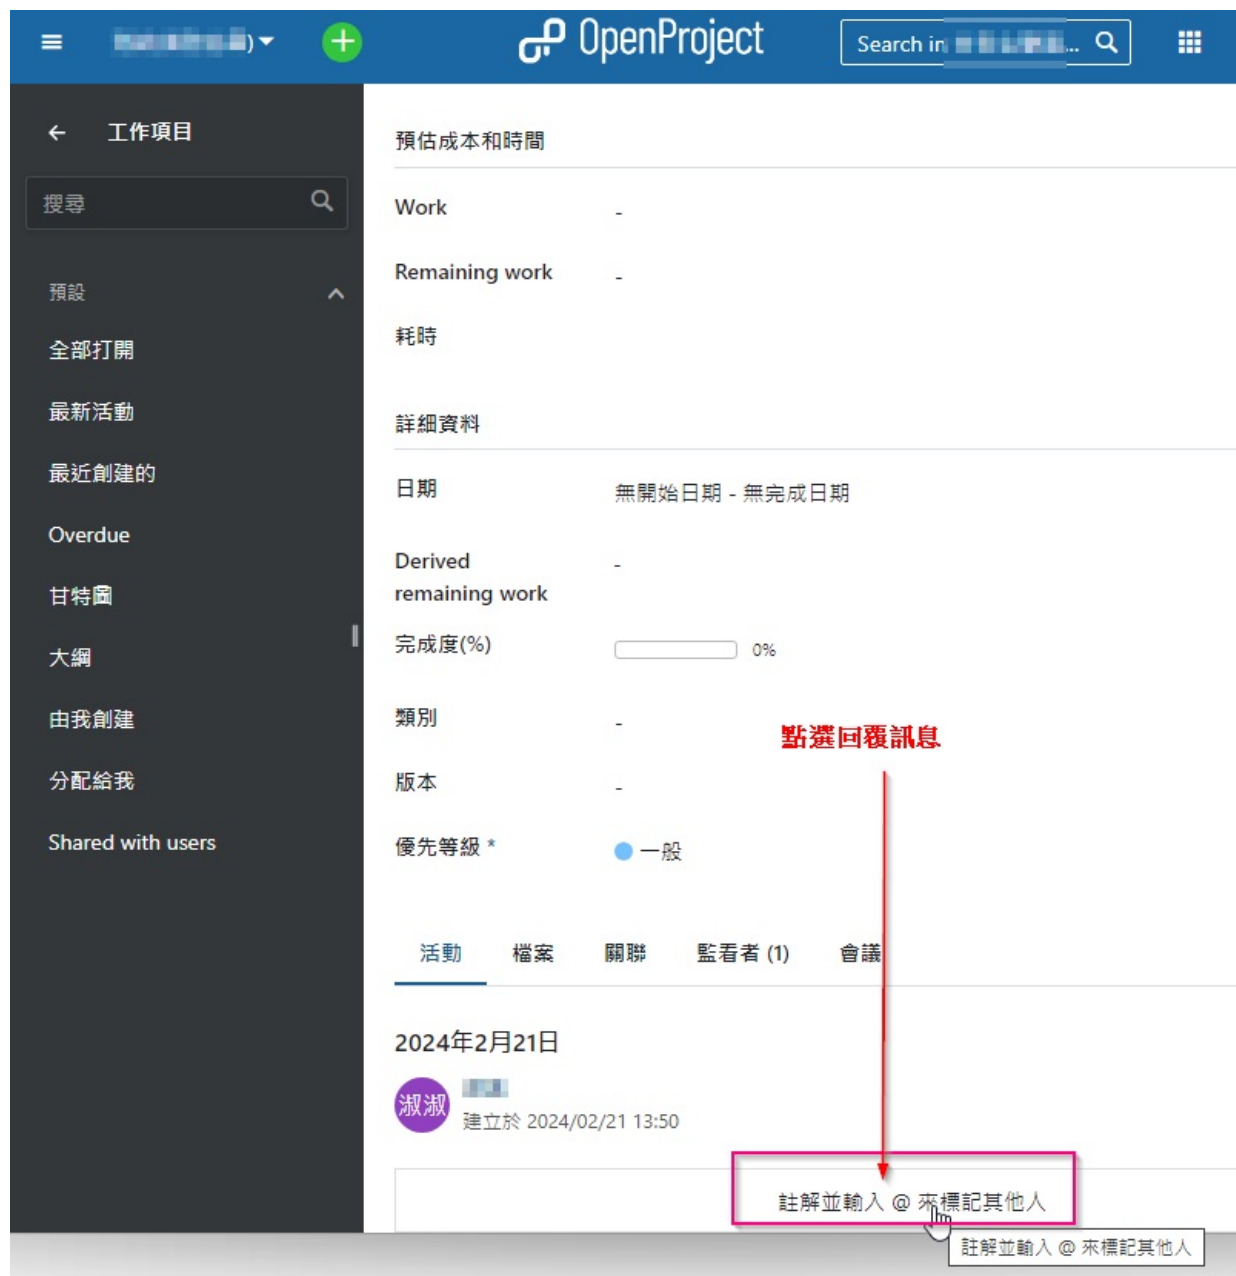 OpenProject
Search in
...
工作項目
搜尋
預設
全部打開
最新活動
最近創建的
Overdue
甘特圖
大綱
由我創建
分配給我
Shared with users
預估成本和時間
Work -
Remaining work -
耗時
詳細資料
日期 無開始日期 - 無完成日期
Derived -
remaining work
完成度(%) 0%
類別 -
點選回覆訊息
版本 -
優先等級 * 一般
活動 檔案 關聯 監看者 (1) 會議
2024年2月21日
淑淑
建立於 2024/02/21 13:50
註解並輸入 @ 來標記其他人
註解並輸入 @ 來標記其他人